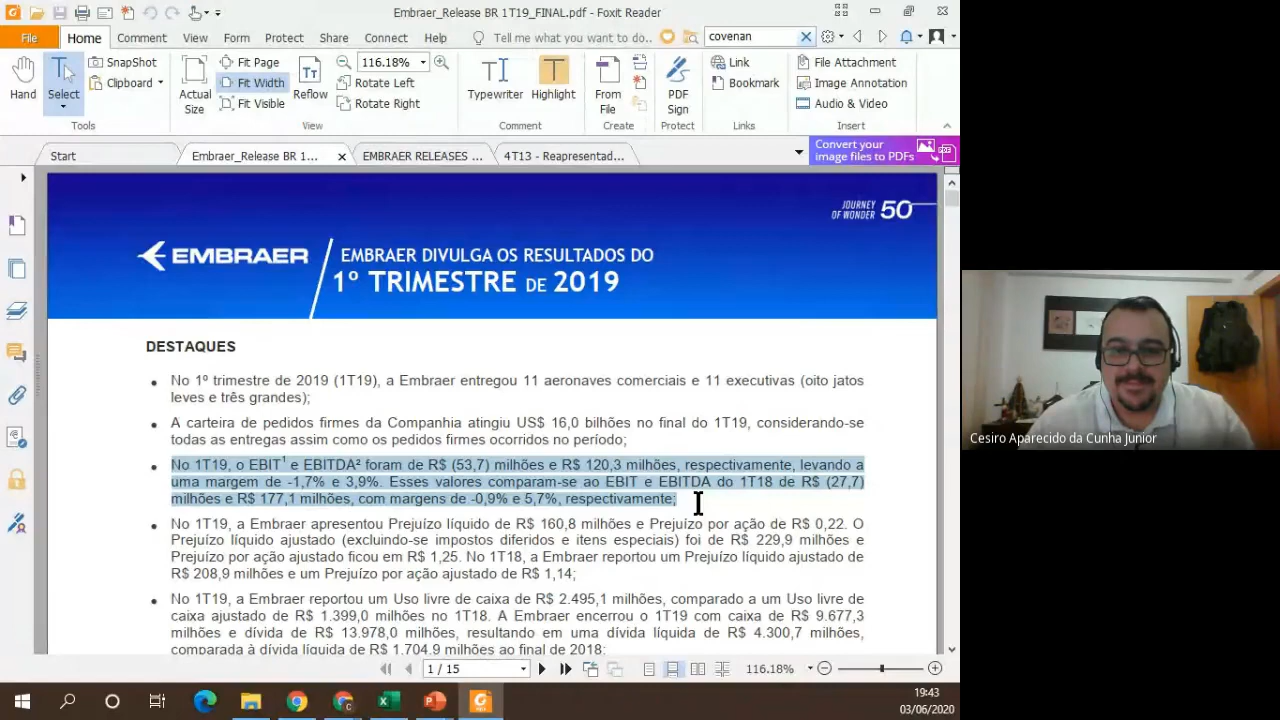 Embraer_Release BR 1T19_FINAL.pdf - Foxit Reader
File Home Comment View Form Protect Share Connect Help Tell me what you want to do.. covenan
Hand
Select
SnapShot
Clipboard
Tools
Actual Size
Fit Page
Fit Width
Fit Visible
Reflow
116.18%
Rotate Left
Rotate Right
View
Typewriter
Highlight
Comment
From File
Create
PDF Sign
Protect
Link
Bookmark
Links
File Attachment
Image Annotation
Audio & Video
Insert
Start
Embraer_Release BR 1...
EMBRAER RELEASES ...
4T13 - Reapresentad...
Convert your
image files to PDFs
JOURNEY
OF WONDER 50
EMBRAER
EMBRAER DIVULGA OS RESULTADOS DO
1º TRIMESTRE DE 2019
DESTAQUES
• No 1º trimestre de 2019 (1T19), a Embraer entregou 11 aeronaves comerciais e 11 executivas (oito jatos
leves e três grandes);
• A carteira de pedidos firmes da Companhia atingiu US$ 16,0 bilhões no final do 1T19, considerando-se
todas as entregas assim como os pedidos firmes ocorridos no período;
• No 1T19, o EBIT¹ e EBITDA² foram de R$ (53,7) milhões e R$ 120,3 milhões, respectivamente, levando a
uma margem de -1,7% e 3,9%. Esses valores comparam-se ao EBIT e EBITDA do 1T18 de R$ (27,7)
milhões e R$ 177,1 milhões, com margens de -0,9% e 5,7%, respectivamente;
• No 1T19, a Embraer apresentou Prejuízo líquido de R$ 160,8 milhões e Prejuízo por ação de R$ 0,22. O
Prejuízo líquido ajustado (excluindo-se impostos diferidos e itens especiais) foi de R$ 229,9 milhões e
Prejuízo por ação ajustado ficou em R$ 1,25. No 1T18, a Embraer reportou um Prejuízo líquido ajustado de
R$ 208,9 milhões e um Prejuízo por ação ajustado de R$ 1,14;
• No 1T19, a Embraer reportou um Uso livre de caixa de R$ 2.495,1 milhões, comparado a um Uso livre de
caixa ajustado de R$ 1.399,0 milhões no 1T18. A Embraer encerrou o 1T19 com caixa de R$ 9.677,3
milhões e dívida de R$ 13.978,0 milhões, resultando em uma dívida líquida de R$ 4.300,7 milhões,
comparada à dívida líquida de R$ 1.704,9 milhões ao final de 2018;
1 / 15
116.18%
19:43
03/06/2020
Cesiro Aparecido da Cunha Junior